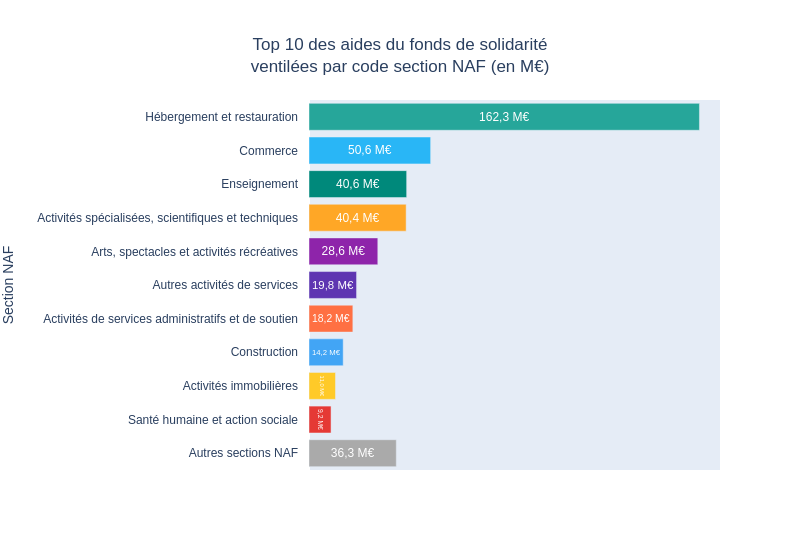 Top 10 des aides du fonds de solidarité
ventilées par code section NAF (en M€)
Section NAF
Hébergement et restauration 162,3 M€
Commerce 50,6 M€
Enseignement 40,6 M€
Activités spécialisées, scientifiques et techniques 40,4 M€
Arts, spectacles et activités récréatives 28,6 M€
Autres activités de services 19,8 M€
Activités de services administratifs et de soutien 18,2 M€
Construction 14,2 M€
Activités immobilières
Santé humaine et action sociale 9,2 M€
Autres sections NAF 36,3 M€